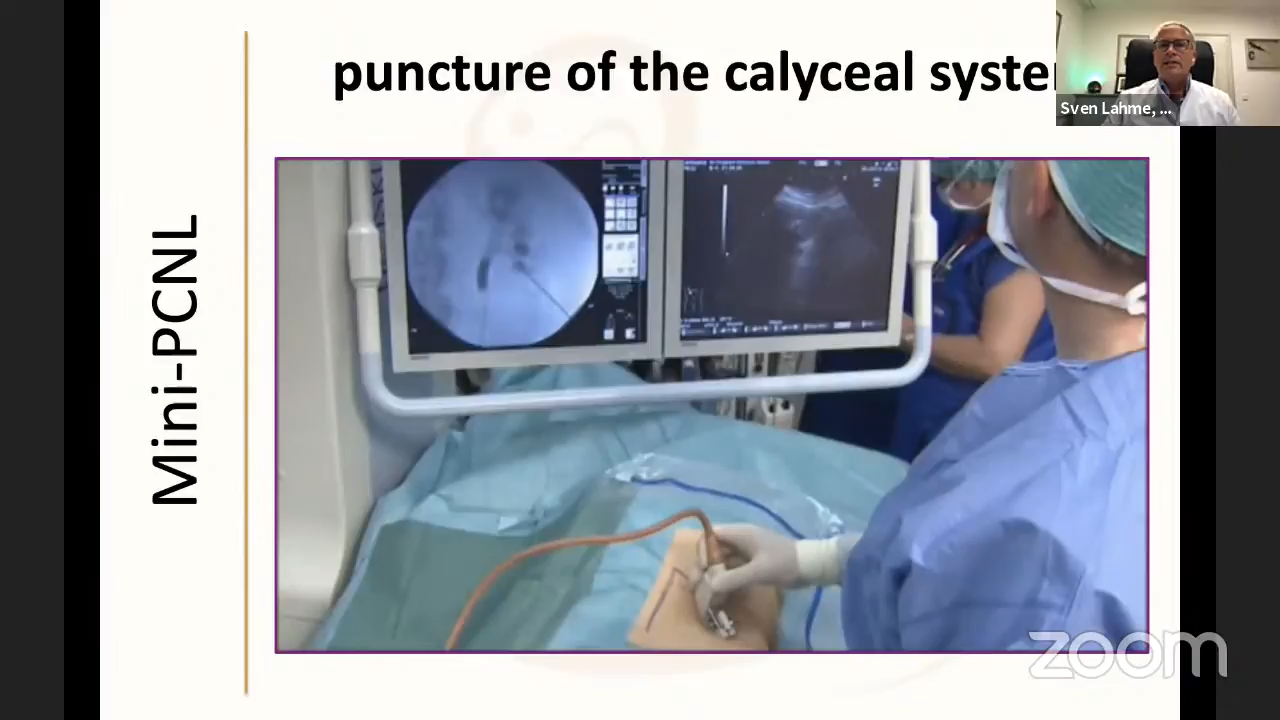 puncture of the calyceal syste
Sven Lahme, ...
Mini-PCNL
zoom